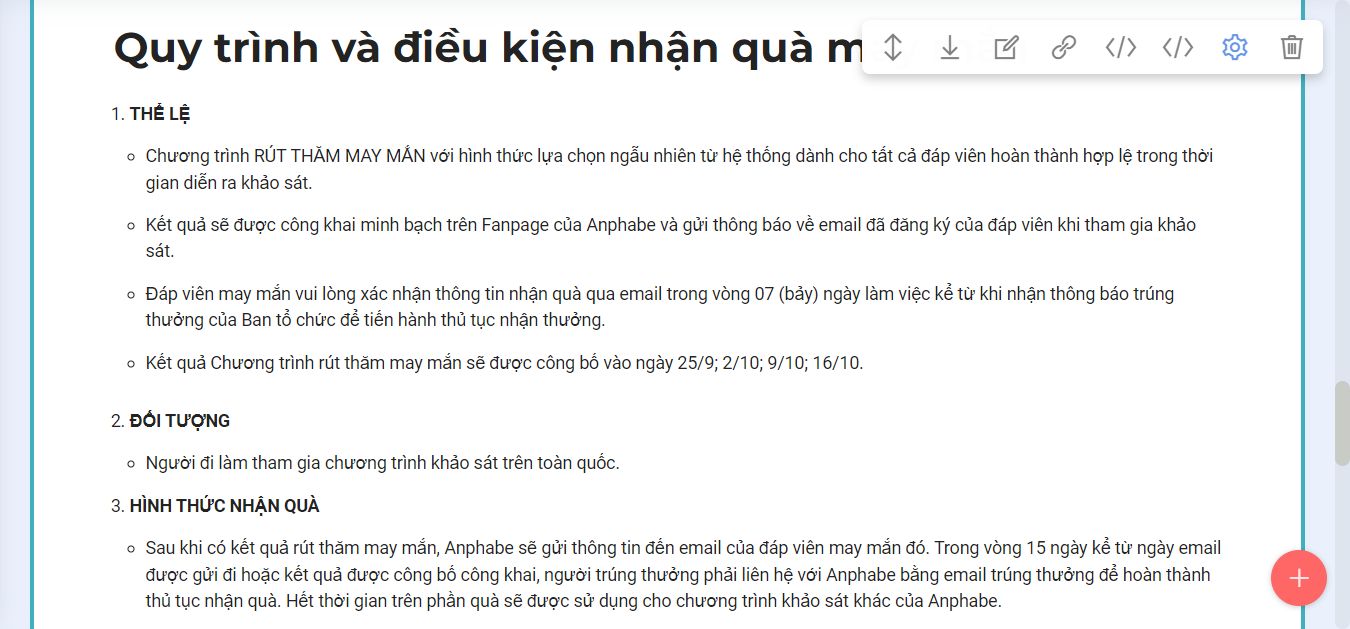 Quy trình và điều kiện nhận quà
1. THỂ LỆ
Chương trình RÚT THĂM MAY MẮN với hình thức lựa chọn ngẫu nhiên từ hệ thống dành cho tất cả đáp viên hoàn thành hợp lệ trong thời
gian diễn ra khảo sát.
Kết quả sẽ được công khai minh bạch trên Fanpage của Anphabe và gửi thông báo về email đã đăng ký của đáp viên khi tham gia khảo
sát.
Đáp viên may mắn vui lòng xác nhận thông tin nhận quà qua email trong vòng 07 (bảy) ngày làm việc kể từ khi nhận thông báo trúng
thưởng của Ban tổ chức để tiến hành thủ tục nhận thưởng.
Kết quả Chương trình rút thăm may mắn sẽ được công bố vào ngày 25/9; 2/10; 9/10; 16/10.
2. ĐỐI TƯỢNG
Người đi làm tham gia chương trình khảo sát trên toàn quốc.
3. HÌNH THỨC NHẬN QUÀ
Sau khi có kết quả rút thăm may mắn, Anphabe sẽ gửi thông tin đến email của đáp viên may mắn đó. Trong vòng 15 ngày kể từ ngày email
được gửi đi hoặc kết quả được công bố công khai, người trúng thưởng phải liên hệ với Anphabe bằng email trúng thưởng để hoàn thành
thủ tục nhận quà. Hết thời gian trên phần quà sẽ được sử dụng cho chương trình khảo sát khác của Anphabe.